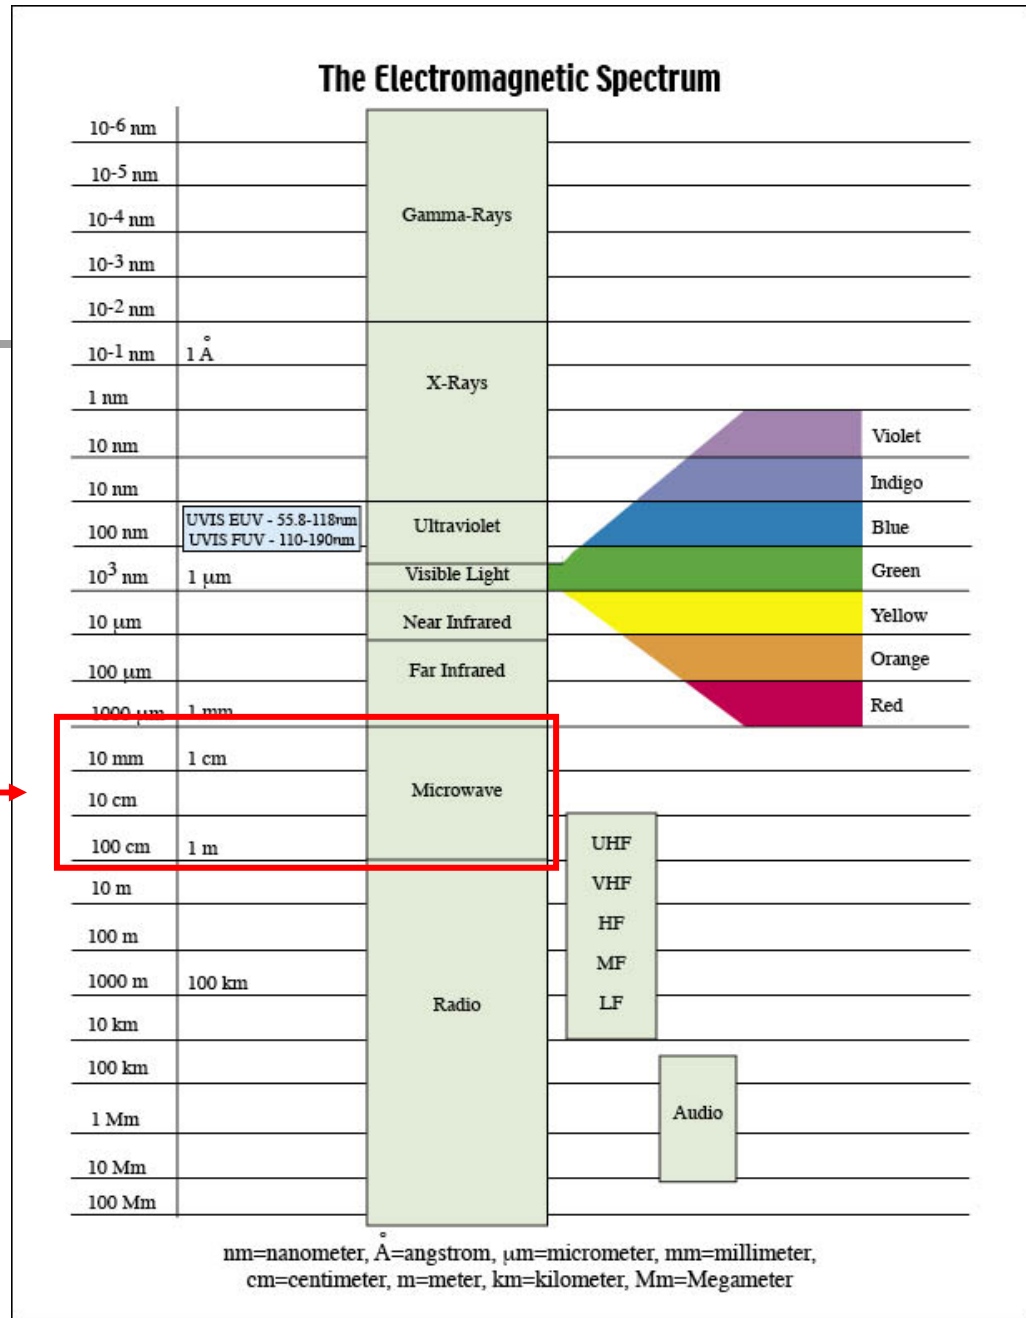 The Electromagnetic Spectrum
10-6 nm
10-5 nm
10-4 nm
Gamma-Rays
10-3 nm
10-2 nm
10-1 nm 1 Å
X-Rays
1 nm
10 nm
Violet
10 nm
Indigo
UVIS EUV - 55.8-118nm
UVIS FUV - 110-190nm
100 nm
Ultraviolet
Blue
103 nm 1 μm
Visible Light
Green
10 μm
Near Infrared
Yellow
100 μm
Far Infrared
Orange
1000 μm 1 mm
Red
10 mm 1 cm
Microwave
10 cm
100 cm 1 m
UHF
10 m
VHF
100 m
HF
1000 m 100 km
MF
Radio
LF
10 km
100 km
1 Mm
Audio
10 Mm
100 Mm
nm=nanometer, Å=angstrom, μm=micrometer, mm=millimeter,
cm=centimeter, m=meter, km=kilometer, Mm=Megameter